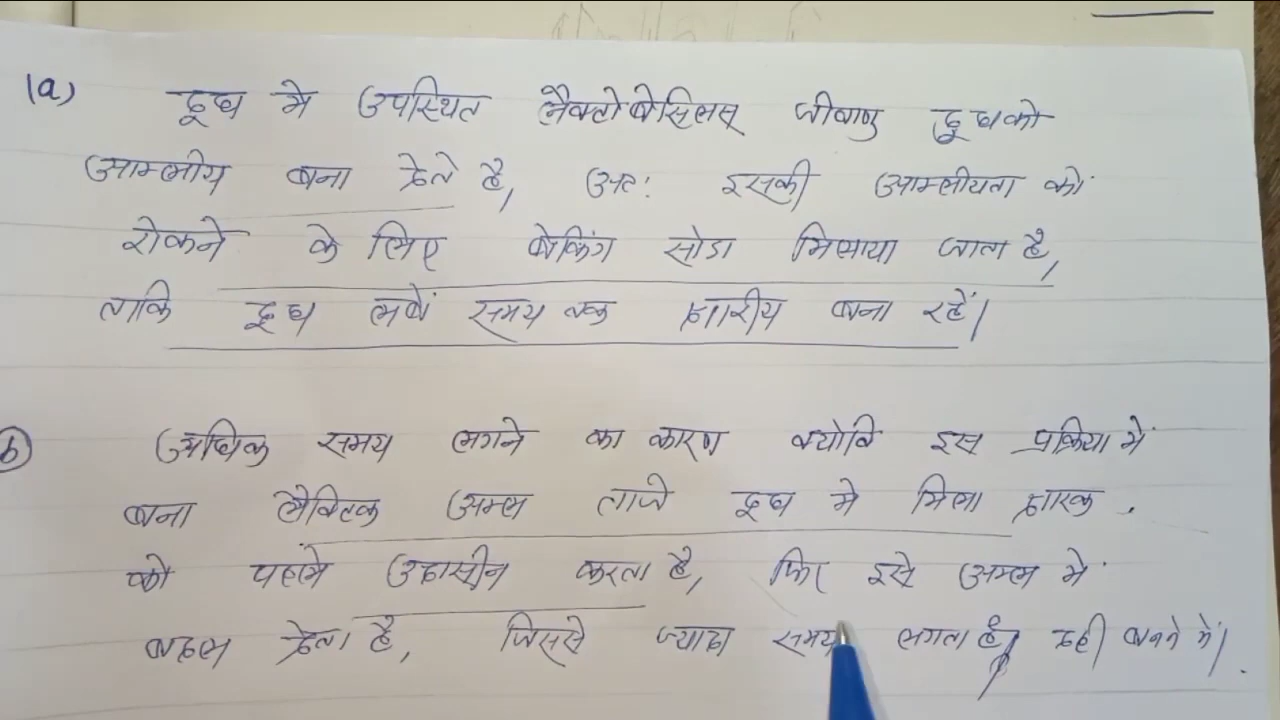 (a) दूध मे उपस्थित लैक्टोबेसिलस् जीवाणु दूधको
आम्लीय बना देते है, अतः इसकी आम्लीयता को
रोकने के लिए बेकिंग सोडा मिलाया जाता है,
ताकि दूध लंबे समय तक क्षारीय बना रहें।
(b) अधिक समय लगने का कारण क्योकि इस प्रक्रिया में
बना लैक्टिक अम्ल ताजे दूध मे मिला क्षारक
को पहले उदासीन करता है, फिर इसे अम्ल मे
बदल देता है, जिससे ज्यादा समय लगता है दही बनने में।